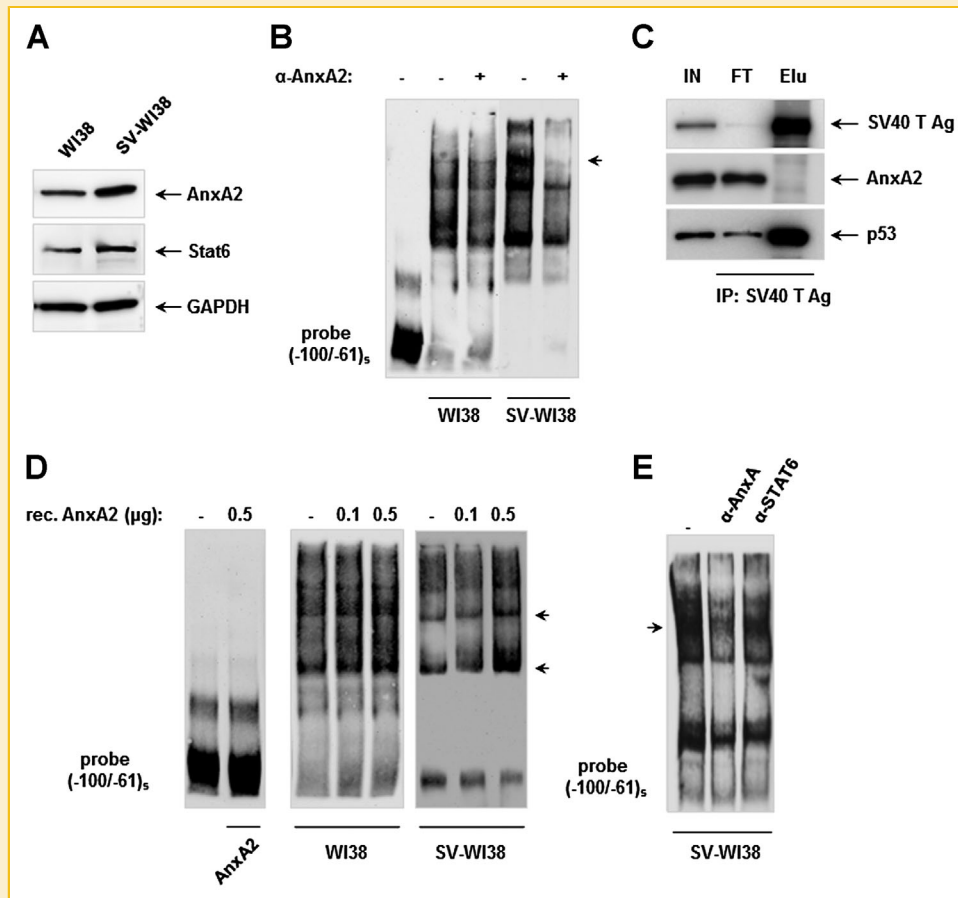 A
WI38
SV-WI38
AnxA2
Stat6
GAPDH
B
α-AnxA2: - - + - +
probe
(-100/-61)s
WI38 SV-WI38
C
IN FT Elu
SV40 T Ag
AnxA2
p53
IP: SV40 T Ag
D
rec. AnxA2 (µg): - 0.5 - 0.1 0.5 - 0.1 0.5
probe
(-100/-61)s
AnxA2
WI38
SV-WI38
E
- α-AnxA α-STAT6
probe
(-100/-61)s
SV-WI38